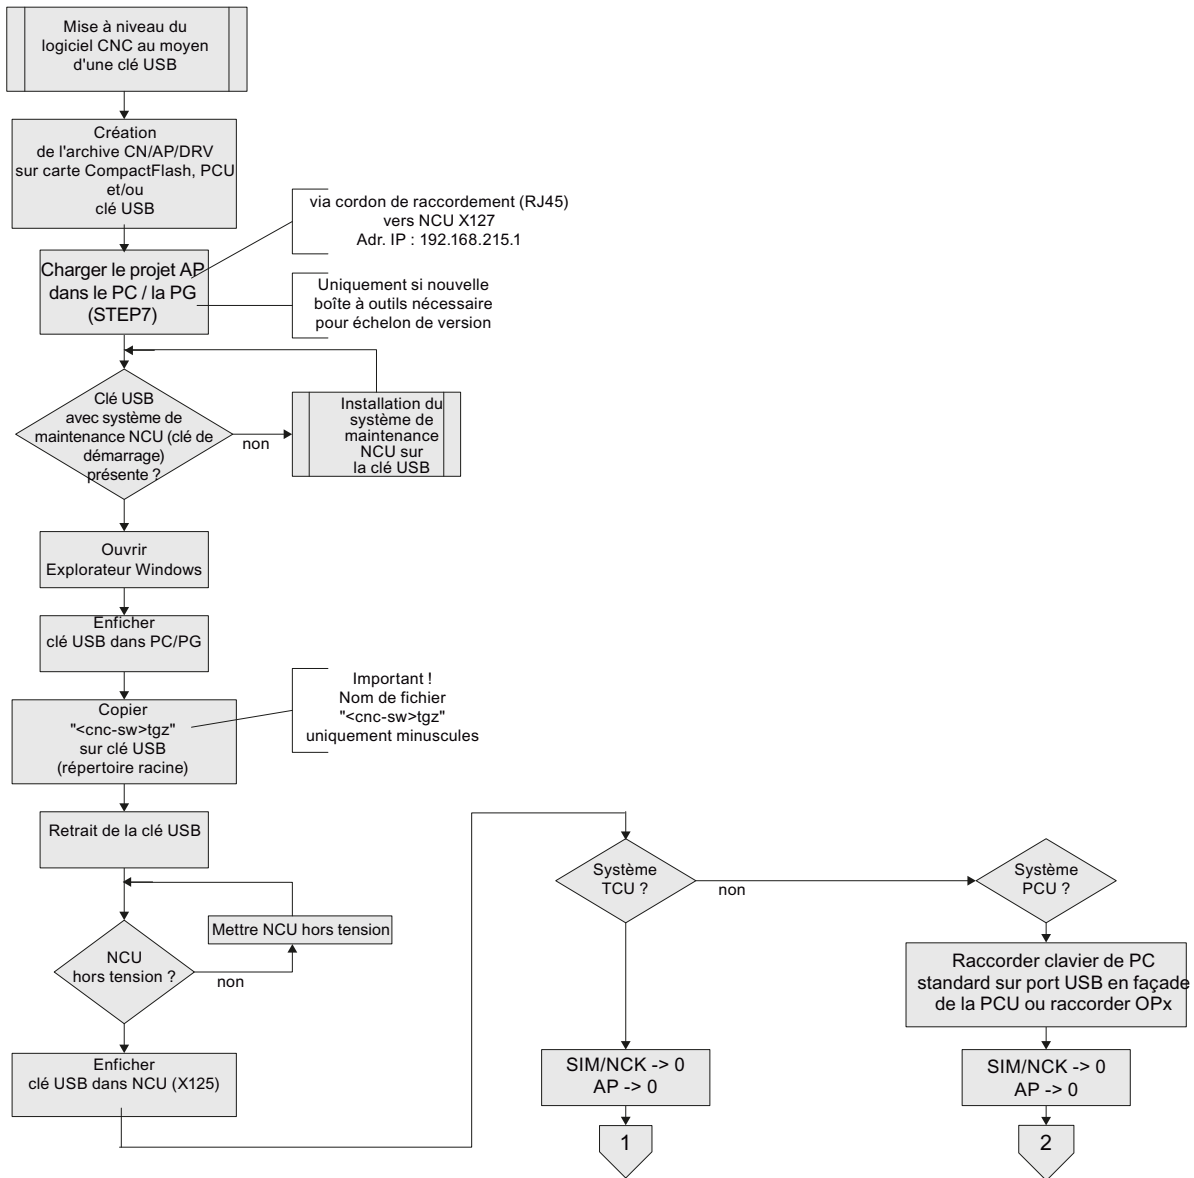 Mise à niveau du
logiciel CNC au moyen
d'une clé USB
Création
de l'archive CN/AP/DRV
sur carte CompactFlash, PCU
et/ou
clé USB
via cordon de raccordement (RJ45)
vers NCU X127
Adr. IP : 192.168.215.1
Charger le projet AP
dans le PC / la PG
(STEP7)
Uniquement si nouvelle
boîte à outils nécessaire
pour échelon de version
Clé USB
avec système de
maintenance NCU (clé de
démarrage)
présente ?
non
Installation du
système de
maintenance
NCU sur
la clé USB
Ouvrir
Explorateur Windows
Enficher
clé USB dans PC/PG
Copier
"<cnc-sw>tgz"
sur clé USB
(répertoire racine)
Important !
Nom de fichier
"<cnc-sw>tgz"
uniquement minuscules
Retrait de la clé USB
Mettre NCU hors tension
NCU
hors tension ?
non
Enficher
clé USB dans NCU (X125)
Système
TCU ?
non
Système
PCU ?
Raccorder clavier de PC
standard sur port USB en façade
de la PCU ou raccorder OPx
SIM/NCK -> 0
AP -> 0
SIM/NCK -> 0
AP -> 0
1
2